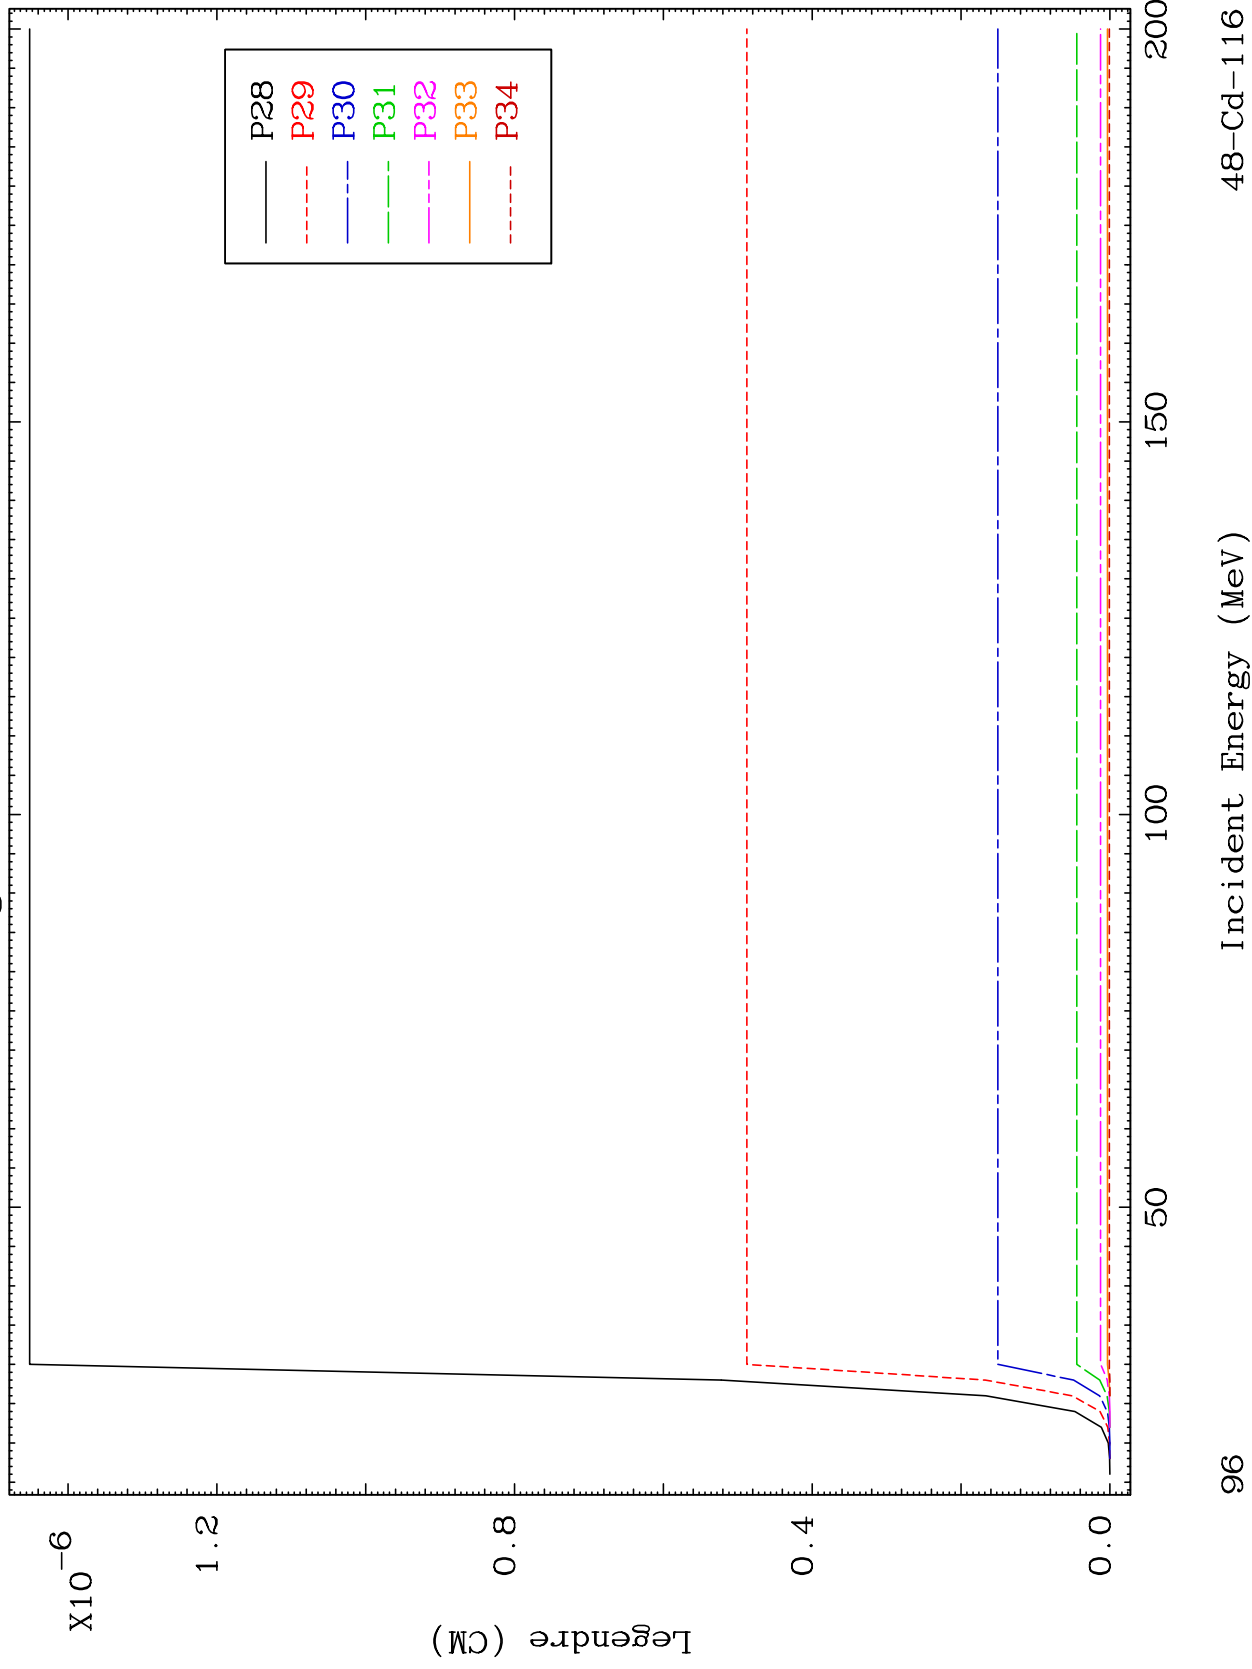 X10-6
1.2
0.8
0.4
0.0
Legendre (CM)
P28
P29
P30
P31
P32
P33
P34
50
100
150
200
Incident Energy (MeV)
96
48-Cd-116